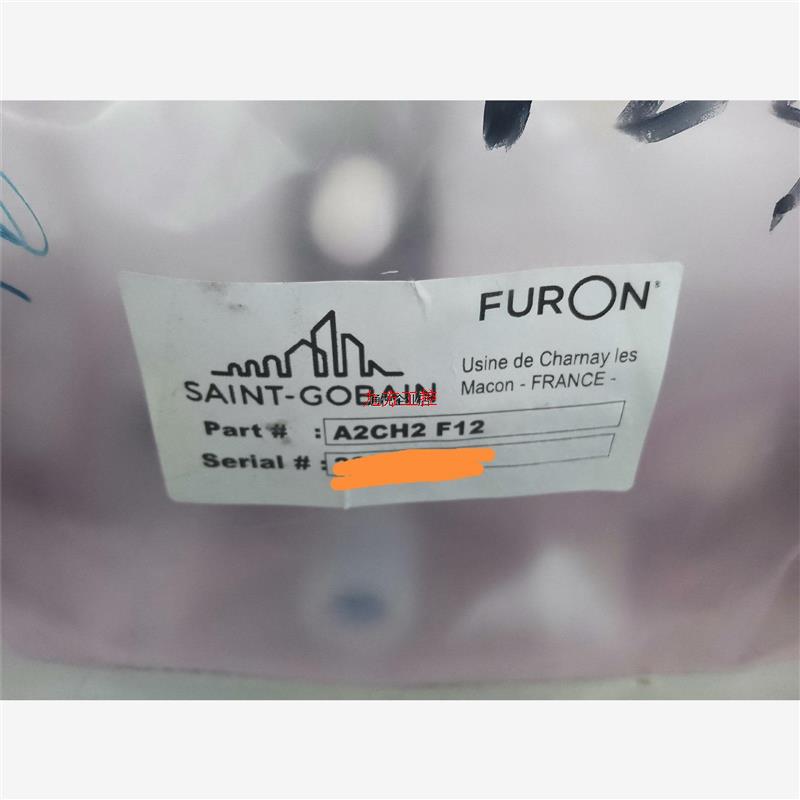 FURON®
SAINT-GOBAIN
Usine de Charnay les
Macon - FRANCE -
Part # : A2CH2 F12
Serial # :